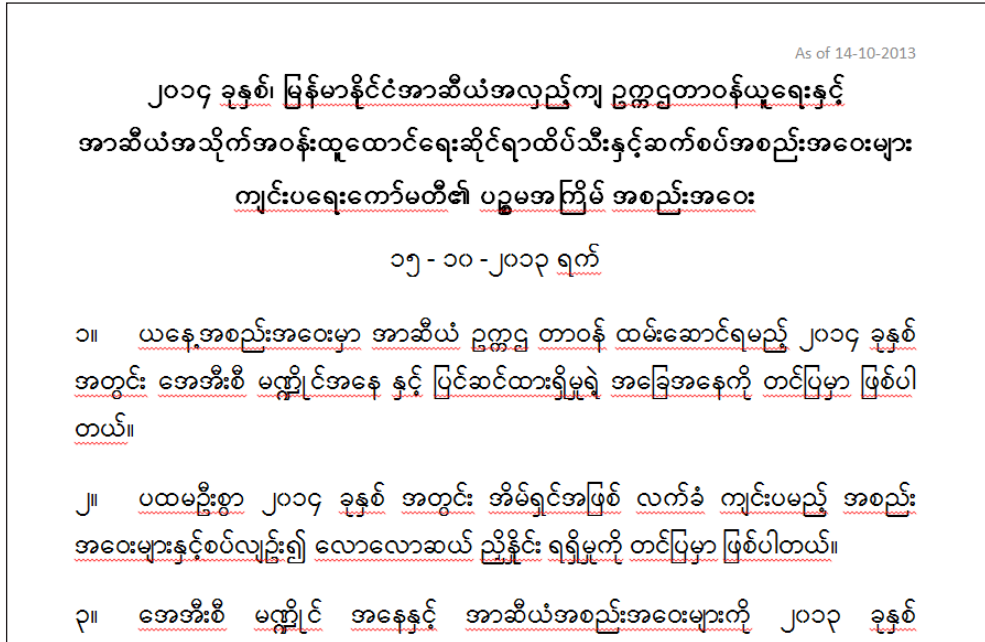 As of 14-10-2013
၂၀၁၄ ခုနှစ်၊ မြန်မာနိုင်ငံအာဆီယံအလှည့်ကျ ဥက္ကဌတာဝန်ယူရေးနှင့်
အာဆီယံအသိုက်အဝန်းထူထောင်ရေးဆိုင်ရာထိပ်သီးနှင့်ဆက်စပ်အစည်းအဝေးများ
ကျင်းပရေးကော်မတီ၏ ပဉ္စမအကြိမ် အစည်းအဝေး
၁၅ - ၁၀ -၂၀၁၃ ရက်
၁။ ယနေ့အစည်းအဝေးမှာ အာဆီယံ ဥက္ကဌ တာဝန် ထမ်းဆောင်ရမည့် ၂၀၁၄ ခုနှစ်
အတွင်း အေအီးစီ မဏ္ဍိုင်အနေ နှင့် ပြင်ဆင်ထားရှိမှုရဲ့ အခြေအနေကို တင်ပြမှာ ဖြစ်ပါ
တယ်။
၂။ ပထမဦးစွာ ၂၀၁၄ ခုနှစ် အတွင်း အိမ်ရှင်အဖြစ် လက်ခံ ကျင်းပမည့် အစည်း
အဝေးများနှင့်စပ်လျဉ်း၍ လောလောဆယ် ညှိနှိုင်း ရရှိမှုကို တင်ပြမှာ ဖြစ်ပါတယ်။
၃။ အေအီးစီ မဏ္ဍိုင် အနေနှင့် အာဆီယံအစည်းအဝေးများကို ၂၀၁၃ ခုနှစ်